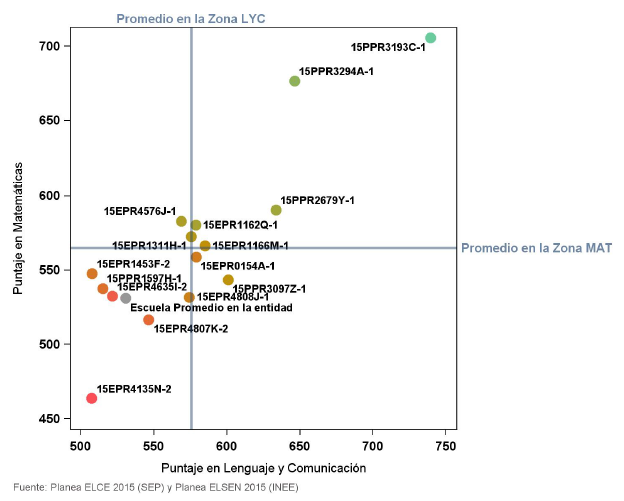 Promedio en la Zona LYC
700
15PPR3193C-1
15PPR3294A-1
650
600
15PPR2679Y-1
15EPR4576J-1
15EPR1162Q-1
15EPR1311H-1
15EPR1166M-1
Promedio en la Zona MAT
550
15EPR1453F-2
15EPR0154A-1
15PPR1597H-1
15EPR4635I-2
15PPR3097Z-1
15EPR4808J-1
Escuela Promedio en la entidad
15EPR4807K-2
500
15EPR4135N-2
450
Puntaje en Matemáticas
500 550 600 650 700 750
Puntaje en Lenguaje y Comunicación
Fuente: Planea ELCE 2015 (SEP) y Planea ELSEN 2015 (INEE)